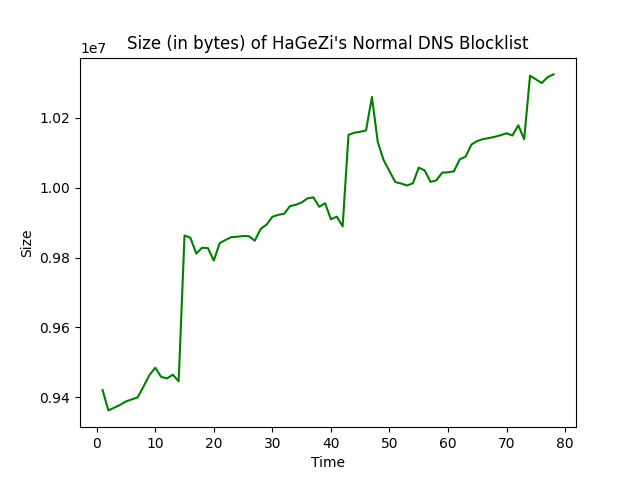 Size (in bytes) of HaGeZi's Normal DNS Blocklist
1e7
1.02
1.00
0.98
0.96
0.94
Size
0 10 20 30 40 50 60 70 80
Time